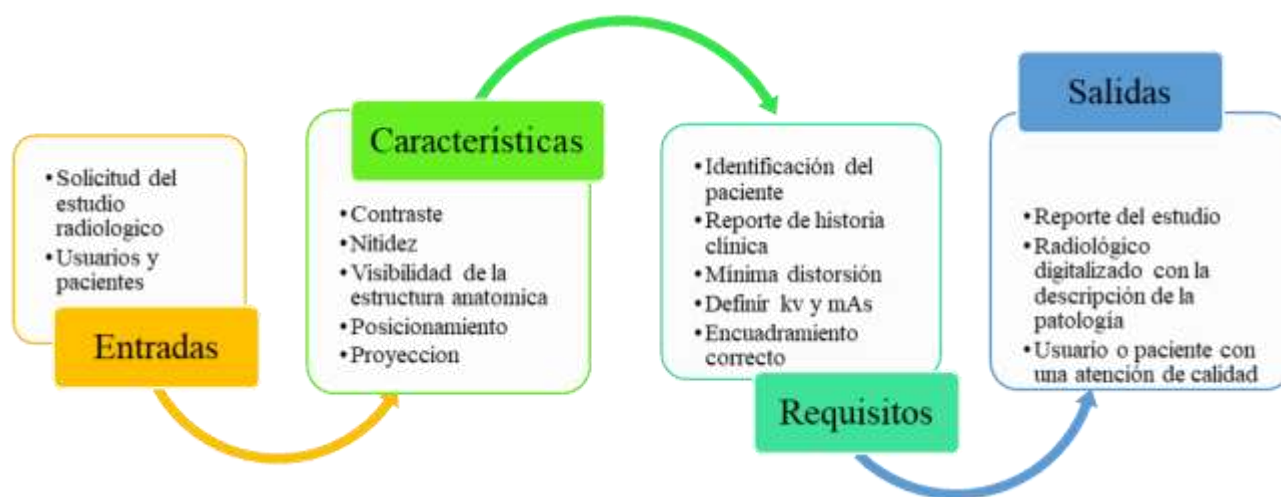 •Solicitud del
estudio
radiologico
•Usuarios y
pacientes
Entradas
Características
•Contraste
•Nitidez
•Visibilidad de la
estructura anatomica
•Posicionamiento
•Proyeccion
•Identificación del
paciente
•Reporte de historia
clínica
•Mínima distorsión
•Definir kv y mAs
•Encuadramiento
correcto
Requisitos
Salidas
•Reporte del estudio
•Radiológico
digitalizado con la
descripción de la
patología
•Usuario o paciente con
una atención de calidad